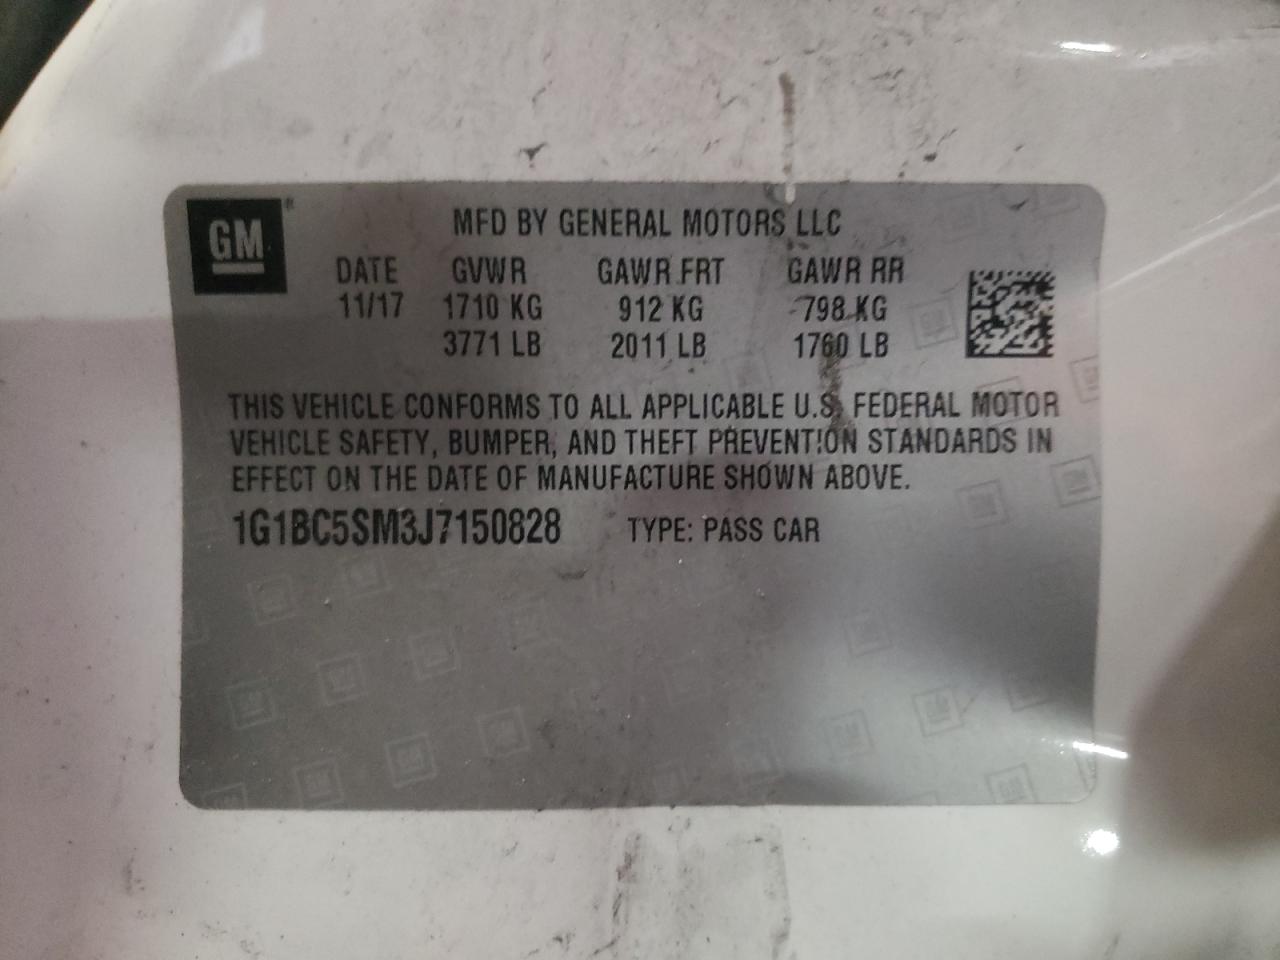 GM®
MFD BY GENERAL MOTORS LLC
DATE GVWR GAWR FRT GAWR RR
11/17 1710 KG 912 KG 798 KG
3771 LB 2011 LB 1760 LB
THIS VEHICLE CONFORMS TO ALL APPLICABLE U.S. FEDERAL MOTOR
VEHICLE SAFETY, BUMPER, AND THEFT PREVENTION STANDARDS IN
EFFECT ON THE DATE OF MANUFACTURE SHOWN ABOVE.
1G1BC5SM3J7150828 TYPE: PASS CAR